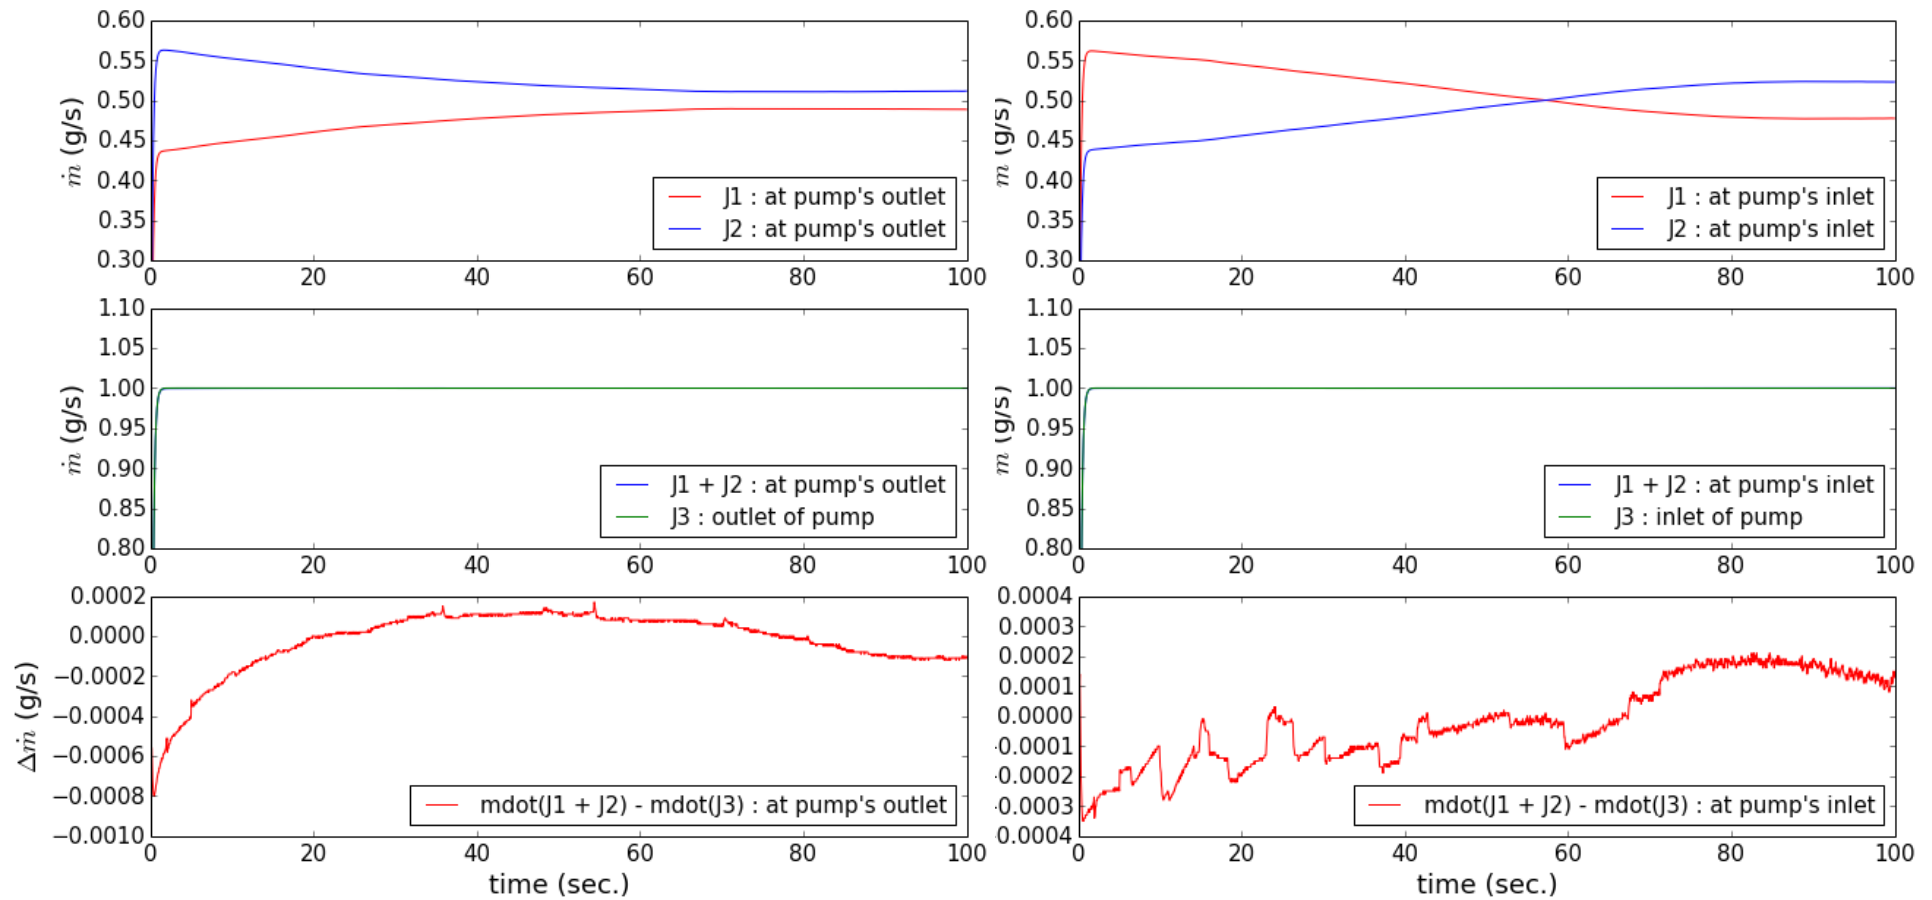 0.60
0.55
0.50
0.45
0.40
0.35
0.30
ṁ (g/s)
J1 : at pump's outlet
J2 : at pump's outlet
0 20 40 60 80 100
0.60
0.55
0.50
0.45
0.40
0.35
0.30
m (g/s)
J1 : at pump's inlet
J2 : at pump's inlet
0 20 40 60 80 100
1.10
1.05
1.00
0.95
0.90
0.85
0.80
ṁ (g/s)
J1 + J2 : at pump's outlet
J3 : outlet of pump
0 20 40 60 80 100
1.10
1.05
1.00
0.95
0.90
0.85
0.80
m (g/s)
J1 + J2 : at pump's inlet
J3 : inlet of pump
0 20 40 60 80 100
0.0002
0.0000
−0.0002
−0.0004
−0.0006
−0.0008
−0.0010
Δṁ (g/s)
mdot(J1 + J2) - mdot(J3) : at pump's outlet
0 20 40 60 80 100
time (sec.)
0.0004
0.0003
0.0002
0.0001
0.0000
-0.0001
-0.0002
-0.0003
0.0004
mdot(J1 + J2) - mdot(J3) : at pump's inlet
0 20 40 60 80 100
time (sec.)